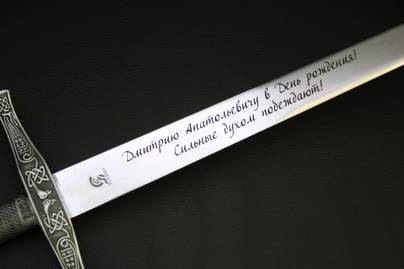 Дмитрию Анатольевичу в День рождения!
Сильные духом побеждают!